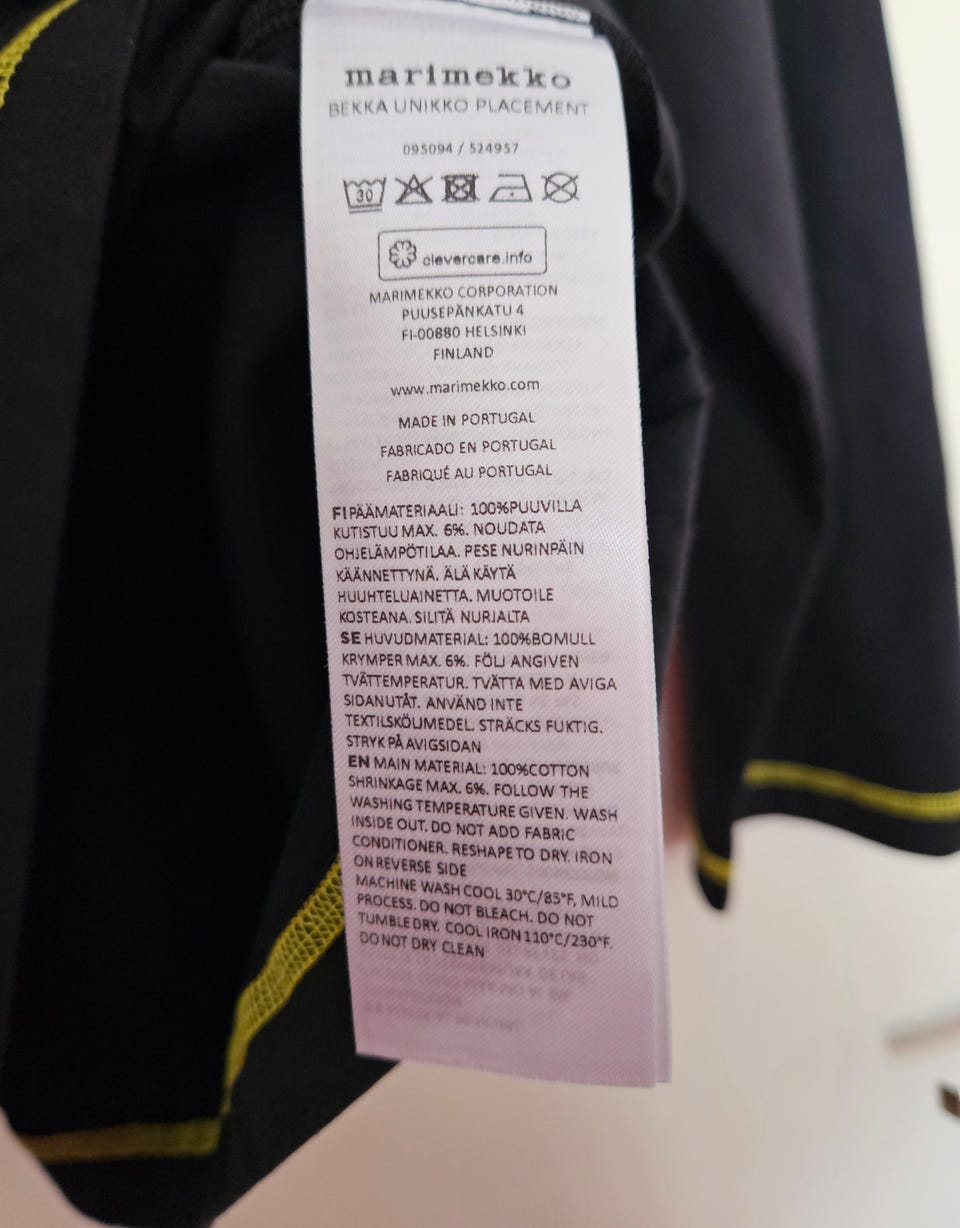 marimekko
BEKKA UNIKKO PLACEMENT
095094 / 524957
30
clevercare.info
MARIMEKKO CORPORATION
PUUSEPÄNKATU 4
FI-00880 HELSINKI
FINLAND
www.marimekko.com
MADE IN PORTUGAL
FABRICADO EN PORTUGAL
FABRIQUÉ AU PORTUGAL
FI PÄÄMATERIAALI: 100%PUUVILLA
KUTISTUU MAX. 6%. NOUDATA
OHJELÄMPÖTILAA. PESE NURINPÄIN
KÄÄNNETTYNÄ. ÄLÄ KÄYTÄ
HUUHTELUAINETTA. MUOTOILE
KOSTEANA. SILITÄ NURJALTA
SE HUVUDMATERIAL: 100%BOMULL
KRYMPER MAX. 6%. FÖLJ ANGIVEN
TVÄTTEMPERATUR. TVÄTTA MED AVIGA
SIDANUTÅT. ANVÄND INTE
TEXTILSKÖLJMEDEL. STRÄCKS FUKTIG.
STRYK PÅ AVIGSIDAN
EN MAIN MATERIAL: 100%COTTON
SHRINKAGE MAX. 6%. FOLLOW THE
WASHING TEMPERATURE GIVEN. WASH
INSIDE OUT. DO NOT ADD FABRIC
CONDITIONER. RESHAPE TO DRY. IRON
ON REVERSE SIDE
MACHINE WASH COOL 30°C/85°F, MILD
PROCESS. DO NOT BLEACH. DO NOT
TUMBLE DRY. COOL IRON 110°C/230°F.
DO NOT DRY CLEAN